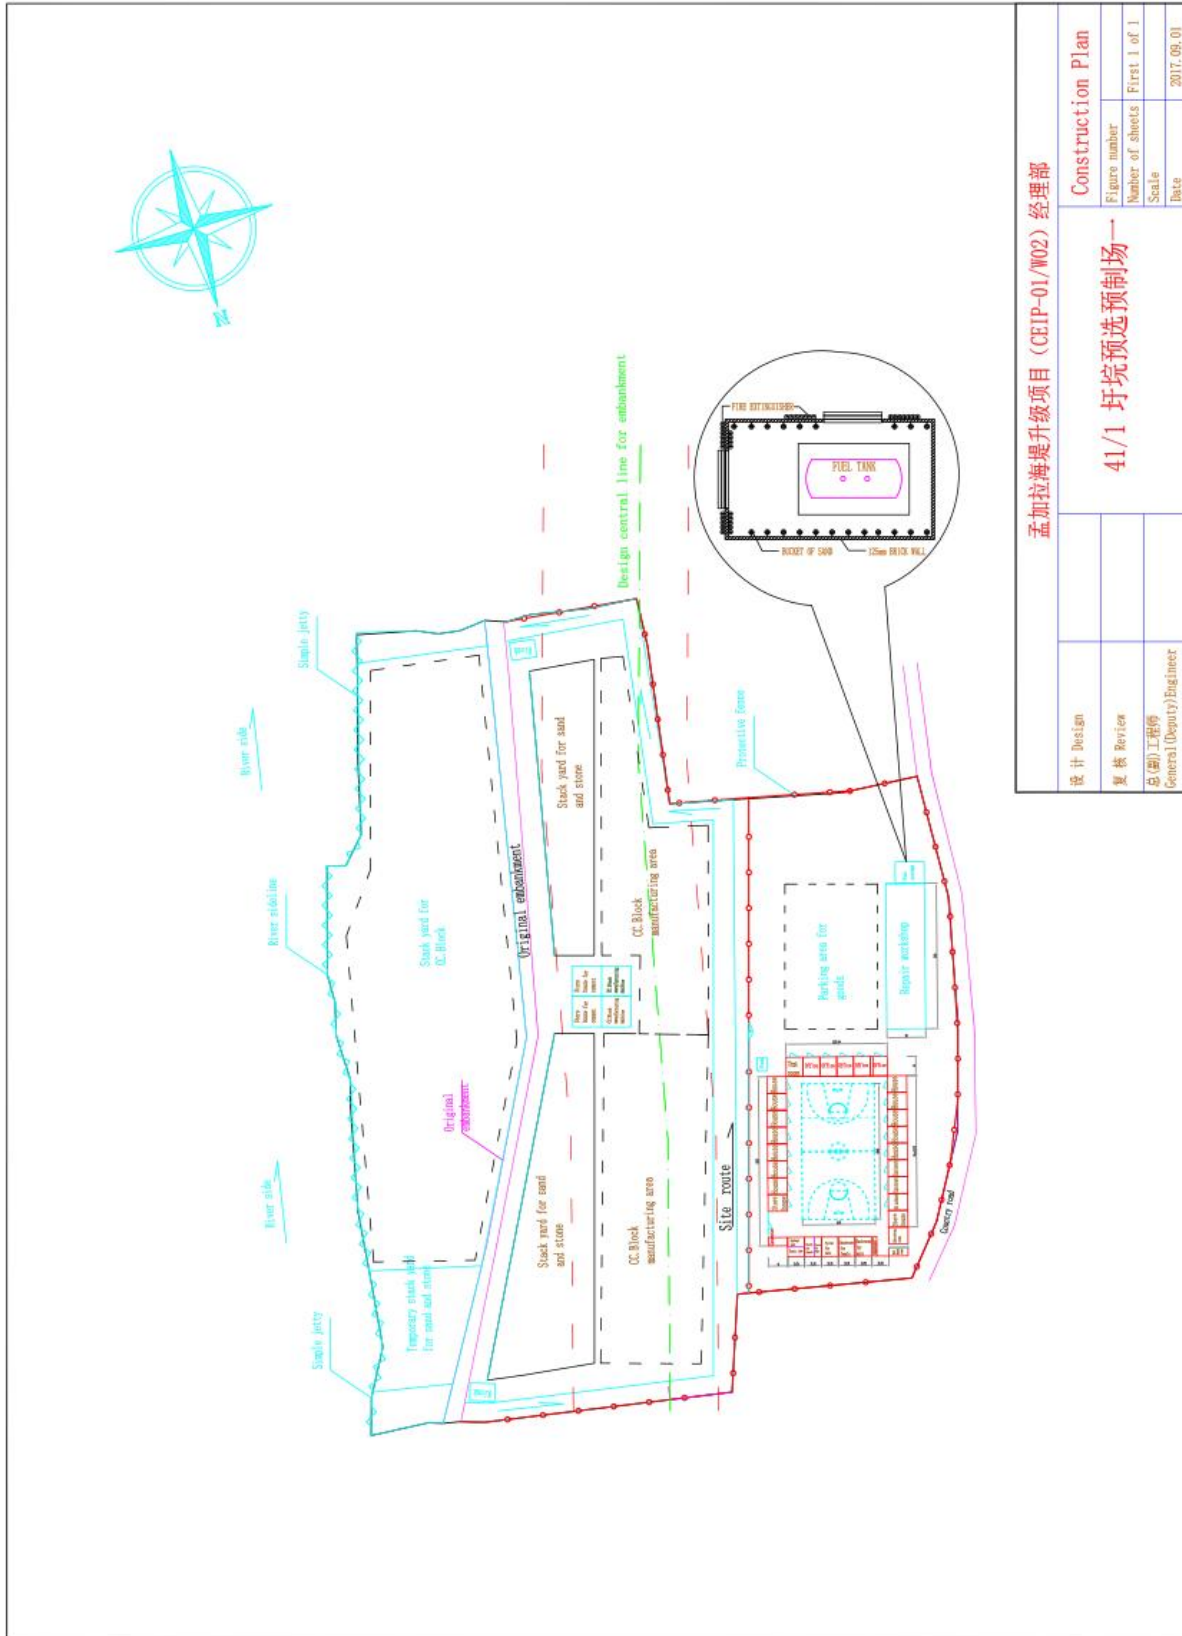 Simple jetty
River side
River sideline
River side
Simple jetty
Stack yard for
CC.Block
Original embankment
Original
embankment
Temporary stack yard
for sand and stone
Design central line for embankment
Stack yard for sand
and stone
Stack yard for sand
and stone
CC.Block
manufacturing area
CC.Block
manufacturing area
Site route
Protective fense
Parking area for
goods
Repair workshop
Country road
FIRE EXTINGUISHER
FUEL TANK
BUCKET OF SAND
125mm BRICK WALL
N
孟加拉海堤升级项目（CEIP-01/W02）经理部
设 计 Design
复 核 Review
总(副)工程师
General(Deputy)Engineer
41/1 圩垸预选预制场一
Construction Plan
Figure number
Number of sheets First 1 of 1
Scale
Date 2017.09.01